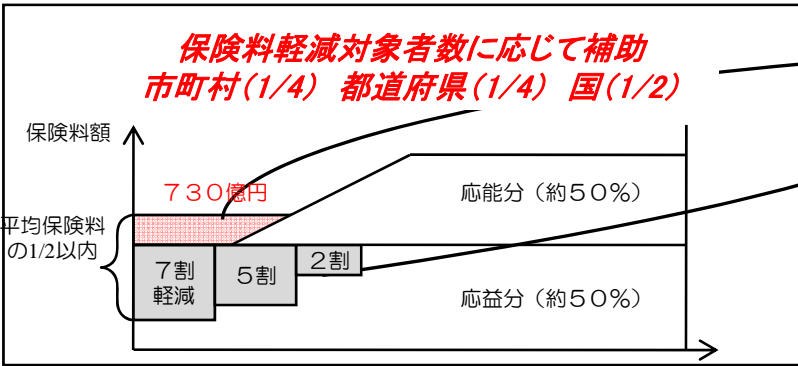 保険料軽減対象者数に応じて補助
市町村(1/4) 都道府県(1/4) 国(1/2)
保険料額
730億円
応能分(約50%)
平均保険料
の1/2以内
7割
軽減
5割
2割
応益分(約50%)